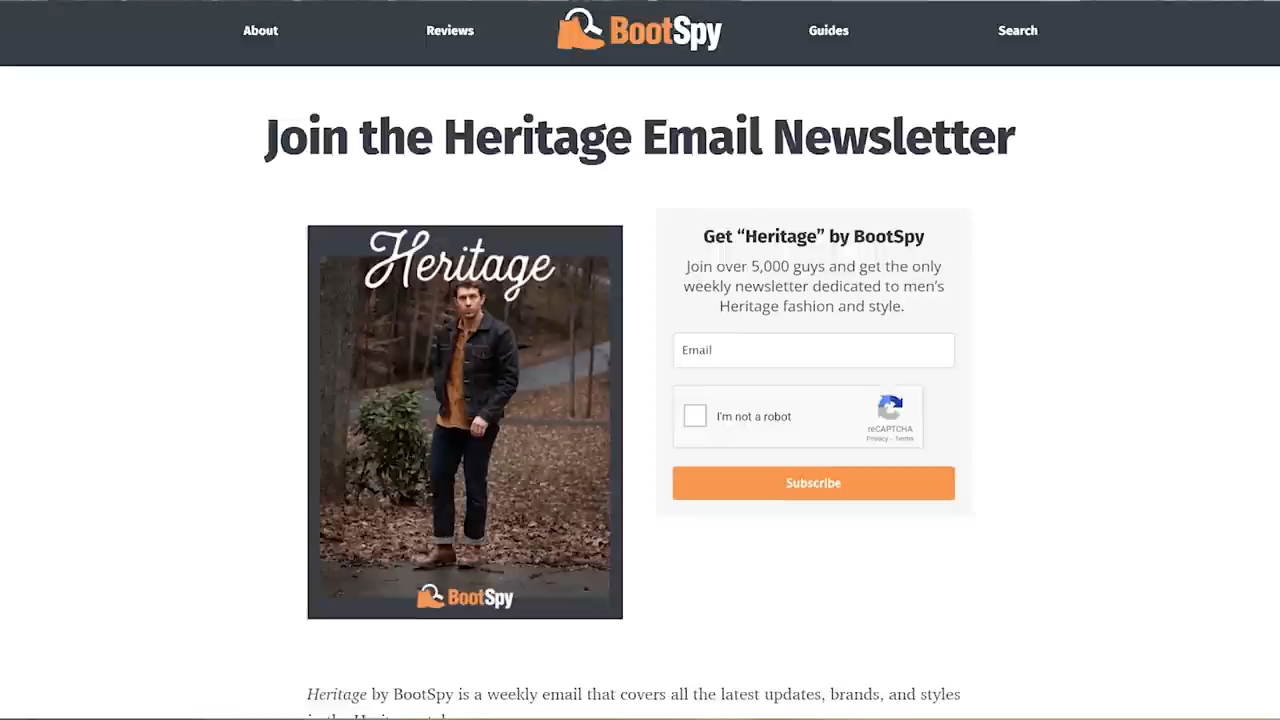 About
Reviews
BootSpy
Guides
Search
Join the Heritage Email Newsletter
Heritage
BootSpy
Get “Heritage” by BootSpy
Join over 5,000 guys and get the only
weekly newsletter dedicated to men’s
Heritage fashion and style.
Email
I'm not a robot
reCAPTCHA
Privacy - Terms
Subscribe
Heritage by BootSpy is a weekly email that covers all the latest updates, brands, and styles